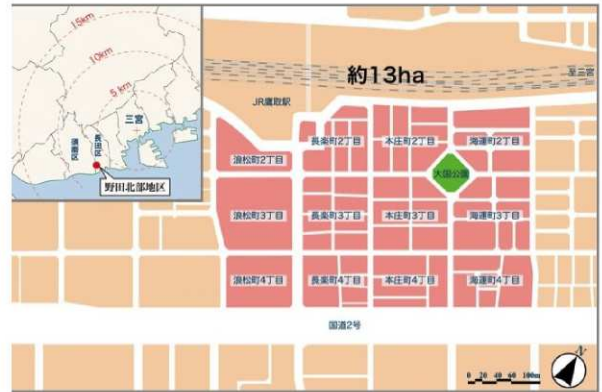 15km
10km
5km
三宮
須磨区
長田区
野田北部地区
約13ha
至三宮
JR鷹取駅
長楽町2丁目
本庄町2丁目
海運町2丁目
浪松町2丁目
大国公園
浪松町3丁目
長楽町3丁目
本庄町3丁目
海運町3丁目
浪松町4丁目
長楽町4丁目
本庄町4丁目
海運町4丁目
国道2号
0 20 40 60 100m
N